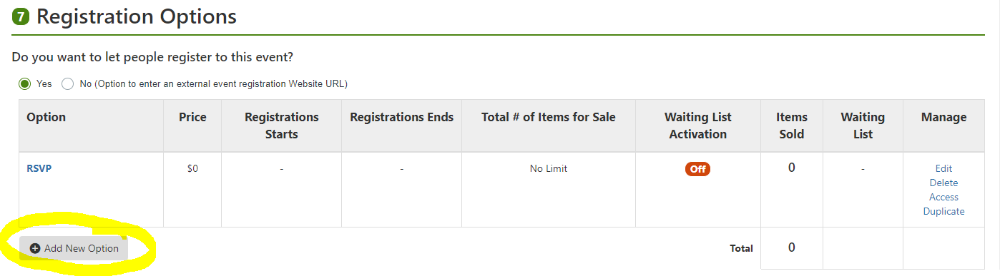 7 Registration Options
Do you want to let people register to this event?
Yes No (Option to enter an external event registration Website URL)
Option Price Registrations Starts Registrations Ends Total # of Items for Sale Waiting List Activation Items Sold Waiting List Manage
RSVP $0 - - No Limit Off 0 - Edit
Delete
Access
Duplicate
Add New Option Total 0